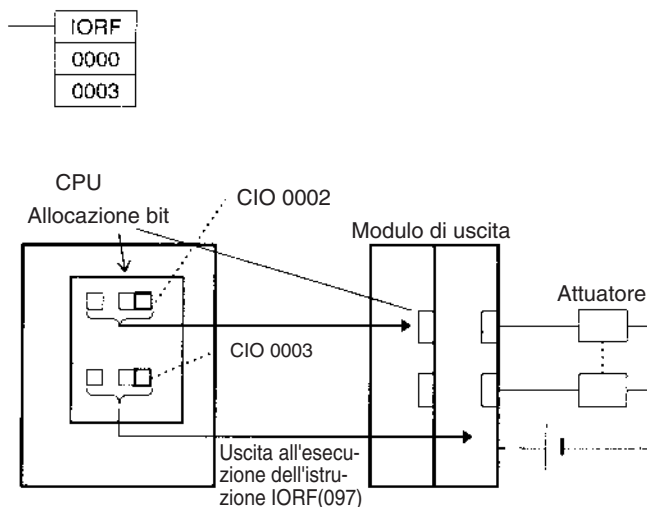 IORF
0000
0003
CPU
CIO 0002
Allocazione bit
Modulo di uscita
Attuatore
CIO 0003
Uscita all'esecu-
zione dell'istru-
zione IORF(097)